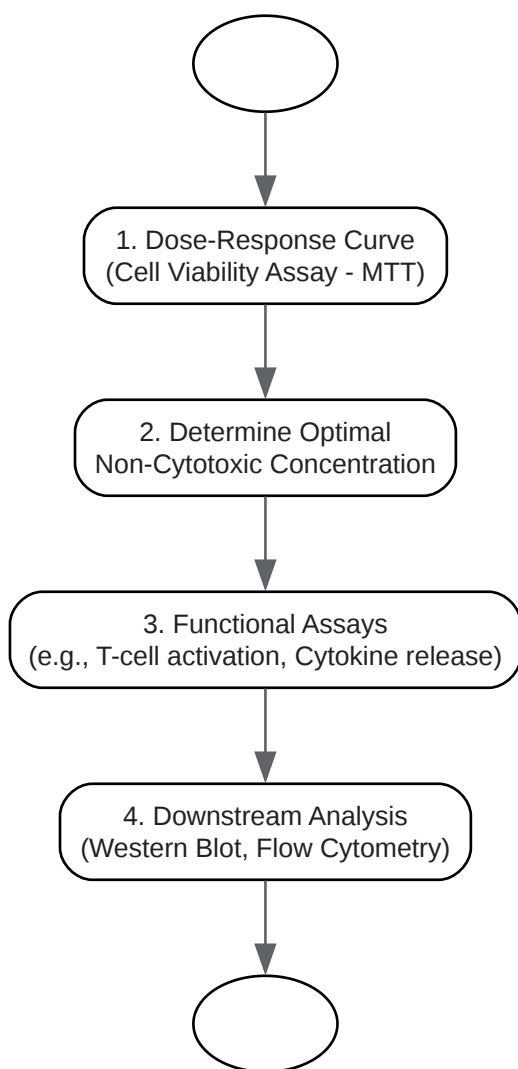 1. Dose-Response Curve
(Cell Viability Assay - MTT)
2. Determine Optimal
Non-Cytotoxic Concentration
3. Functional Assays
(e.g., T-cell activation, Cytokine release)
4. Downstream Analysis
(Western Blot, Flow Cytometry)